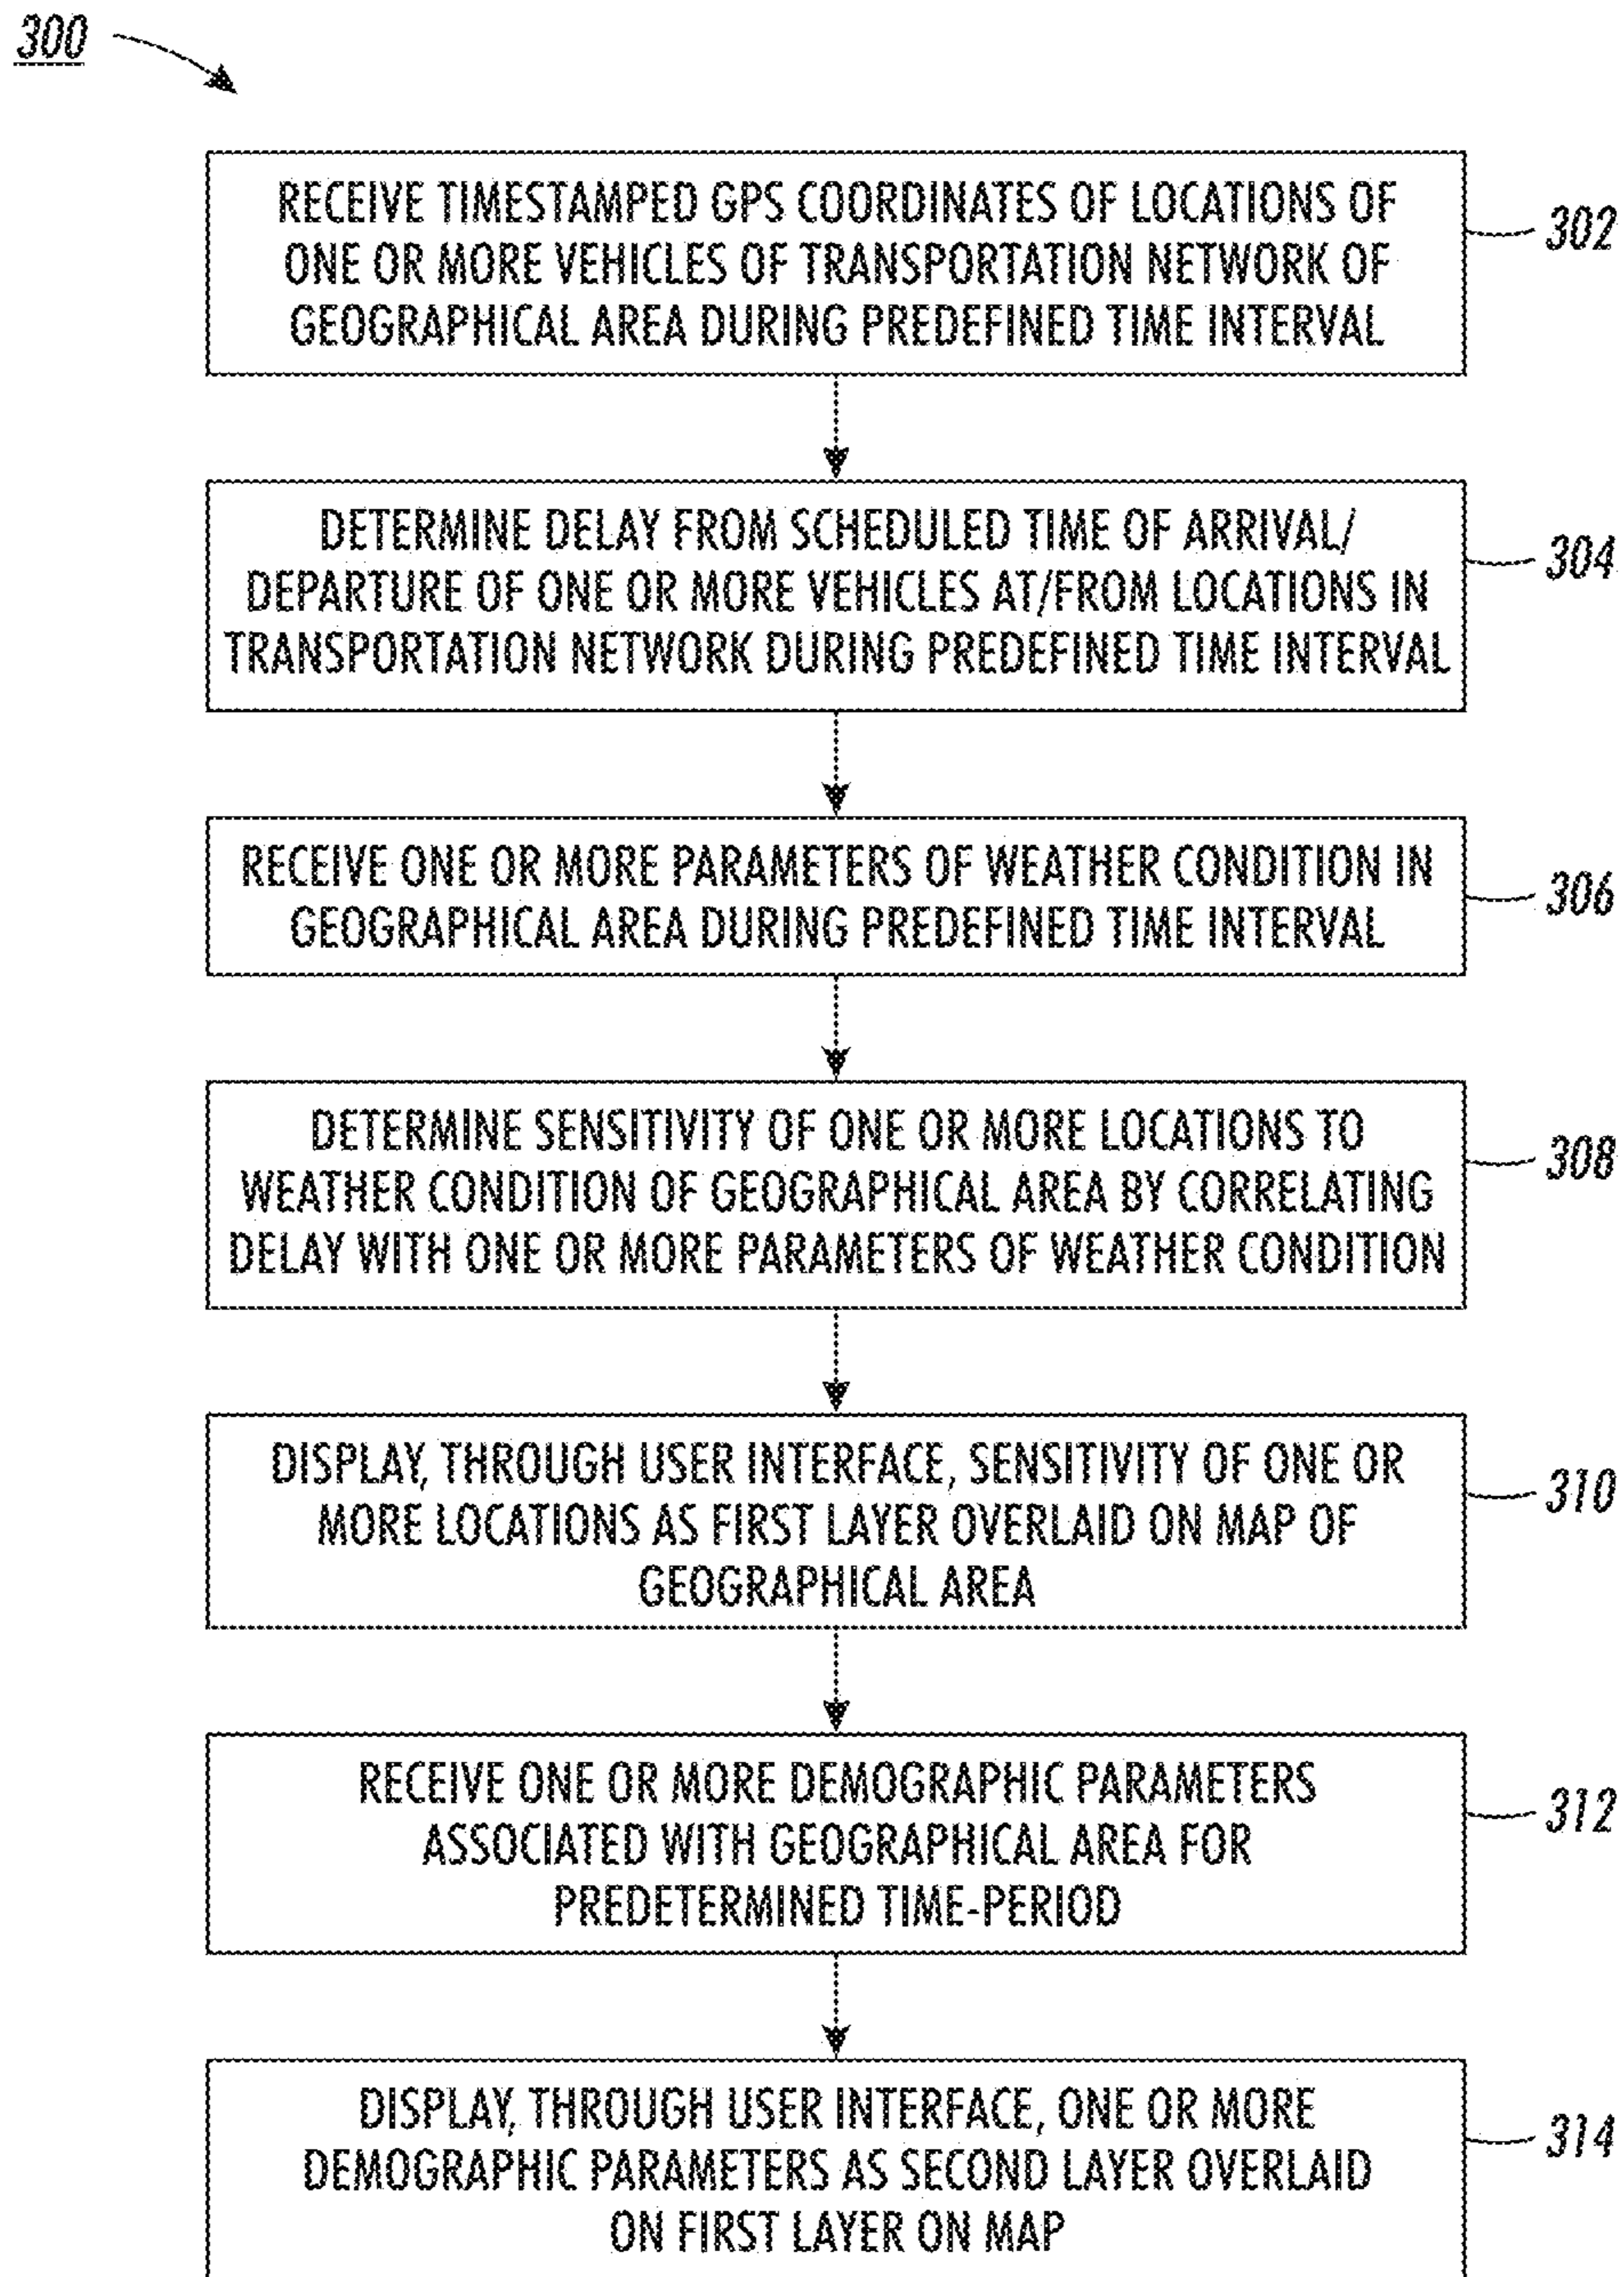 300
RECEIVE TIMESTAMPED GPS COORDINATES OF LOCATIONS OF
ONE OR MORE VEHICLES OF TRANSPORTATION NETWORK OF
GEOGRAPHICAL AREA DURING PREDEFINED TIME INTERVAL
302
DETERMINE DELAY FROM SCHEDULED TIME OF ARRIVAL/
DEPARTURE OF ONE OR MORE VEHICLES AT/FROM LOCATIONS IN
TRANSPORTATION NETWORK DURING PREDEFINED TIME INTERVAL
304
RECEIVE ONE OR MORE PARAMETERS OF WEATHER CONDITION IN
GEOGRAPHICAL AREA DURING PREDEFINED TIME INTERVAL
306
DETERMINE SENSITIVITY OF ONE OR MORE LOCATIONS TO
WEATHER CONDITION OF GEOGRAPHICAL AREA BY CORRELATING
DELAY WITH ONE OR MORE PARAMETERS OF WEATHER CONDITION
308
DISPLAY, THROUGH USER INTERFACE, SENSITIVITY OF ONE OR
MORE LOCATIONS AS FIRST LAYER OVERLAID ON MAP OF
GEOGRAPHICAL AREA
310
RECEIVE ONE OR MORE DEMOGRAPHIC PARAMETERS
ASSOCIATED WITH GEOGRAPHICAL AREA FOR
PREDETERMINED TIME-PERIOD
312
DISPLAY, THROUGH USER INTERFACE, ONE OR MORE
DEMOGRAPHIC PARAMETERS AS SECOND LAYER OVERLAID
ON FIRST LAYER ON MAP
314